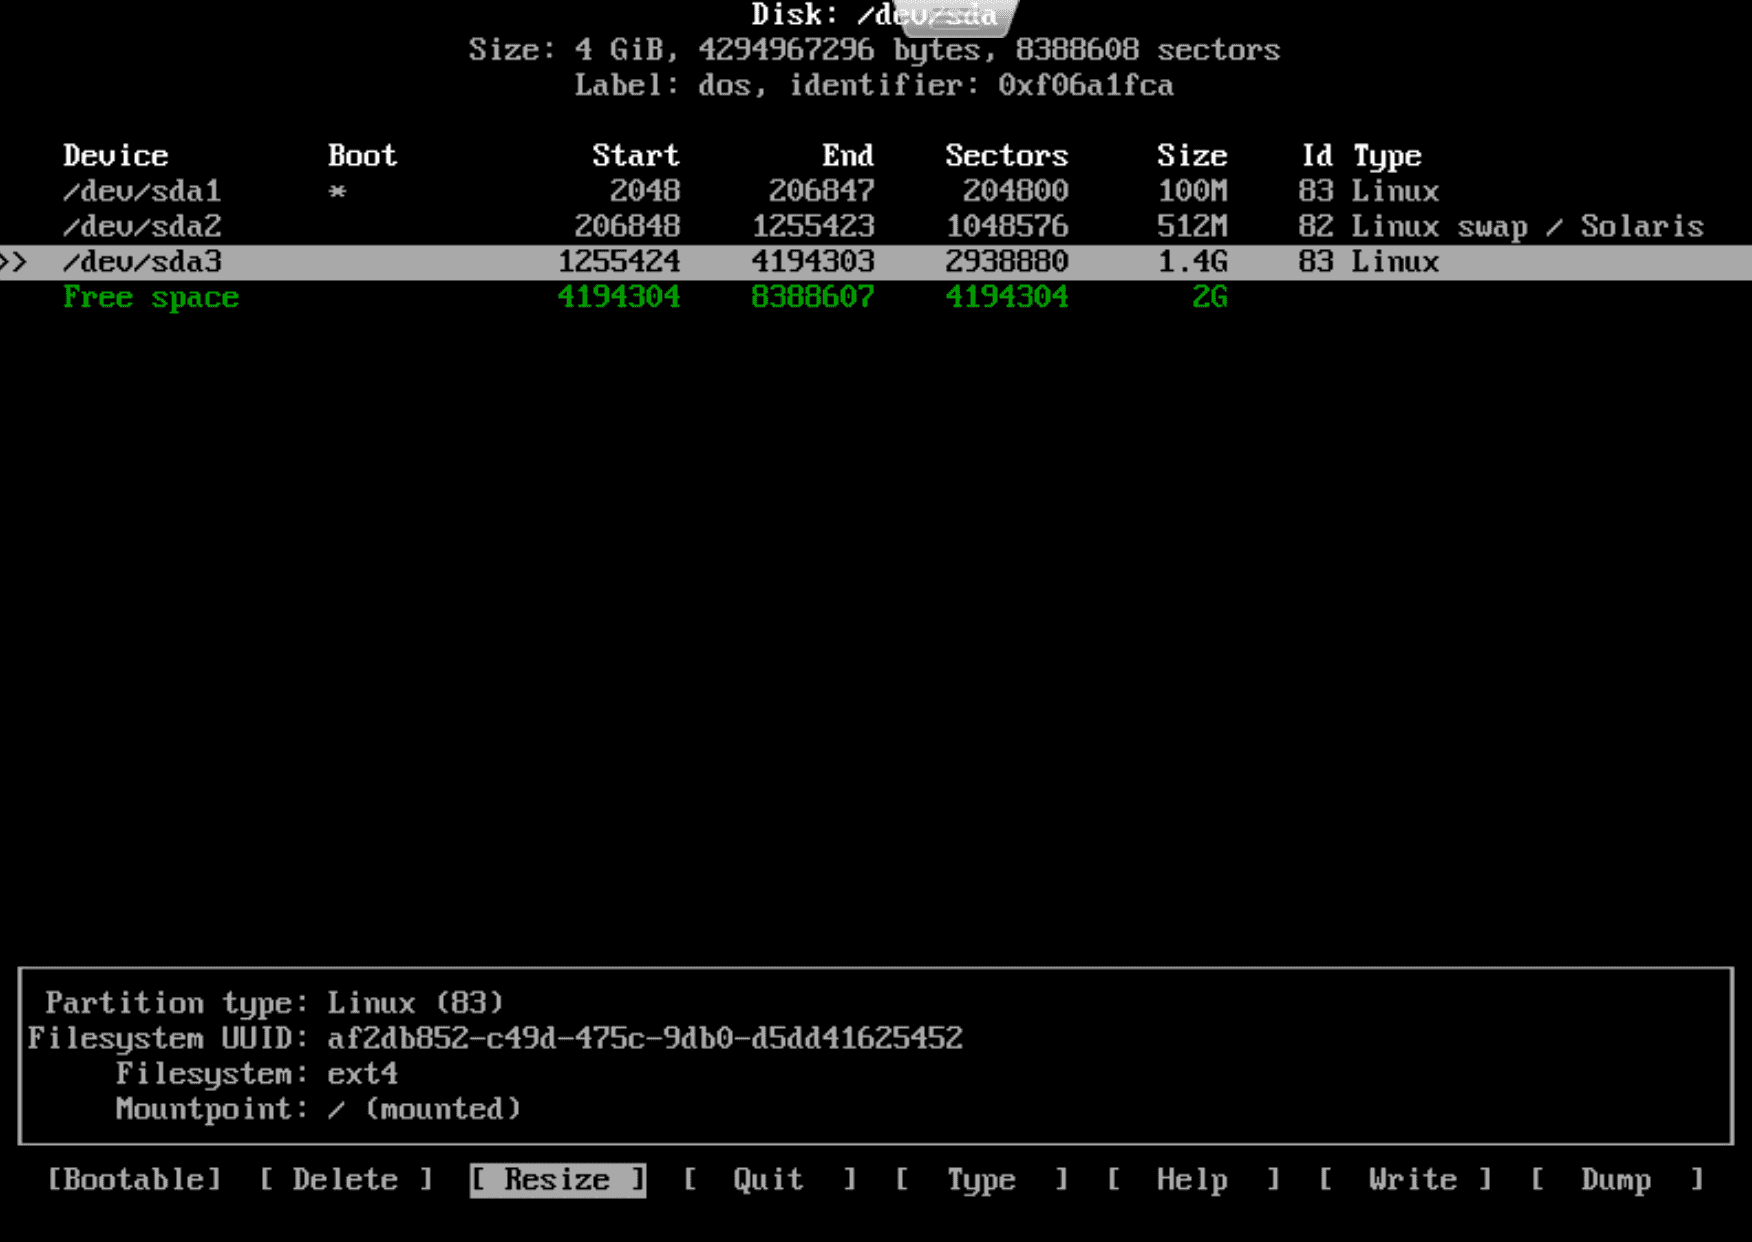 Disk: /dev/sda
Size: 4 GiB, 4294967296 bytes, 8388608 sectors
Label: dos, identifier: 0xf06a1fca
Device Boot Start End Sectors Size Id Type
/dev/sda1 * 2048 206847 204800 100M 83 Linux
/dev/sda2 206848 1255423 1048576 512M 82 Linux swap / Solaris
>> /dev/sda3 1255424 4194303 2938880 1.4G 83 Linux
Free space 4194304 8388607 4194304 2G
Partition type: Linux (83)
Filesystem UUID: af2db852-c49d-475c-9db0-d5dd41625452
Filesystem: ext4
Mountpoint: / (mounted)
[Bootable] [ Delete ] [ Resize ] [ Quit ] [ Type ] [ Help ] [ Write ] [ Dump ]